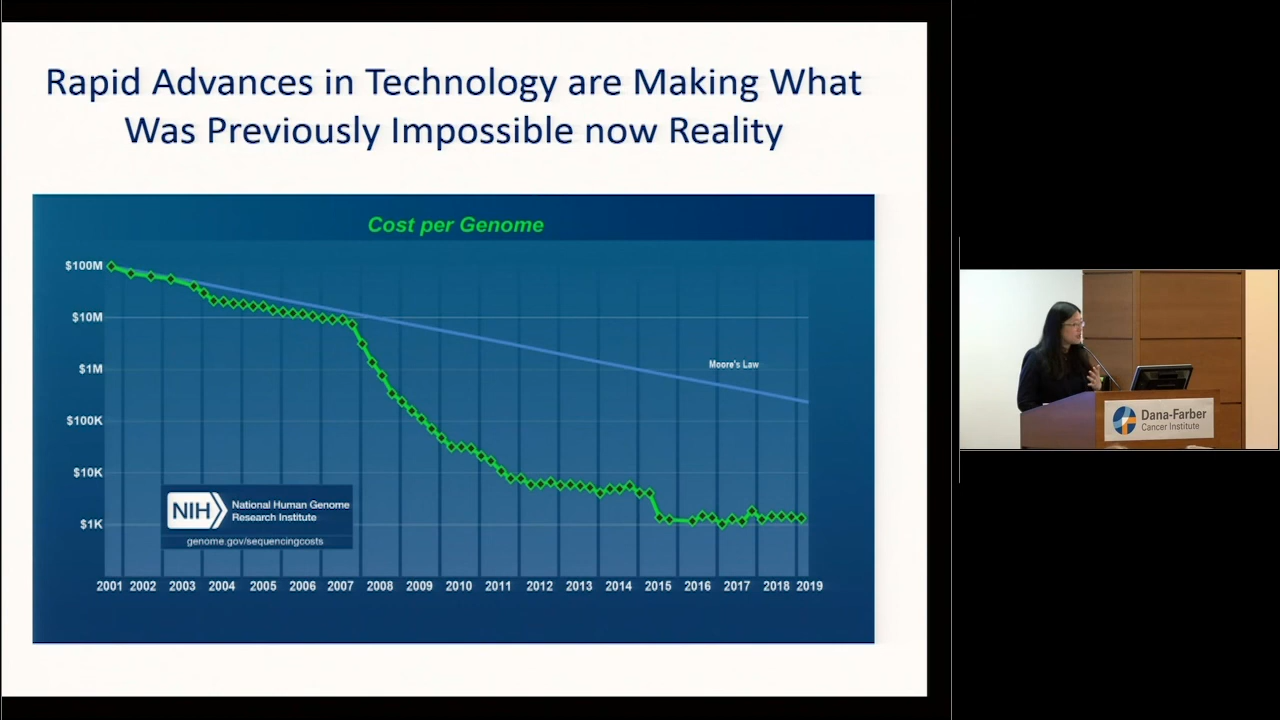 Rapid Advances in Technology are Making What
Was Previously Impossible now Reality
Cost per Genome
$100M
$10M
$1M
$100K
$10K
$1K
Moore's Law
NIH
National Human Genome
Research Institute
genome.gov/sequencingcosts
2001 2002 2003 2004 2005 2006 2007 2008 2009 2010 2011 2012 2013 2014 2015 2016 2017 2018 2019
Dana-Farber
Cancer Institute